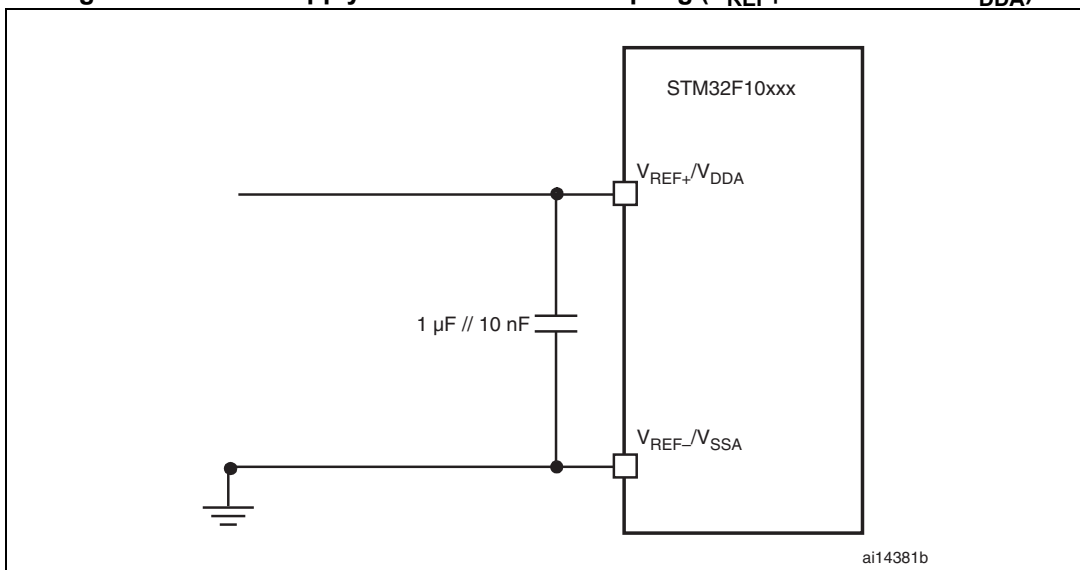 STM32F10xxx
VREF+/VDDA
1 µF // 10 nF
VREF–/VSSA
ai14381b